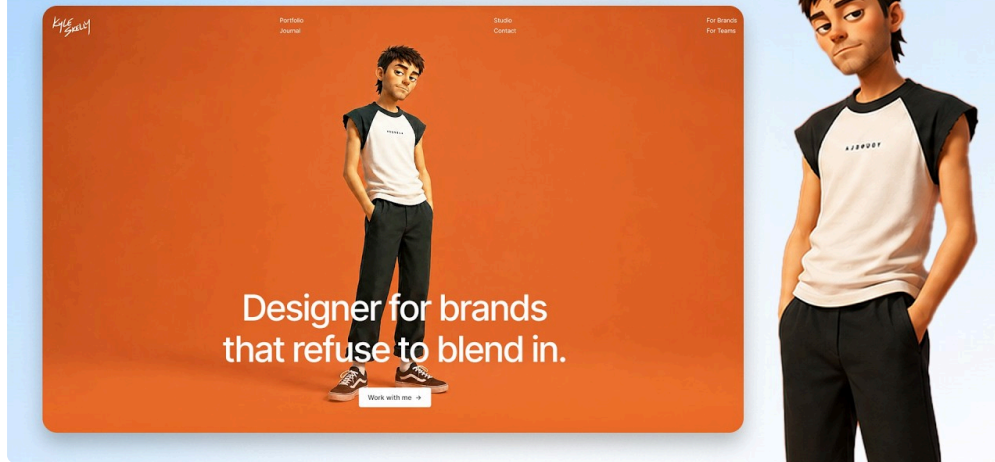 KYLE
SKELLY
Portfolio
Journal
Studio
Contact
For Brands
For Teams
Designer for brands
that refuse to blend in.
Work with me →